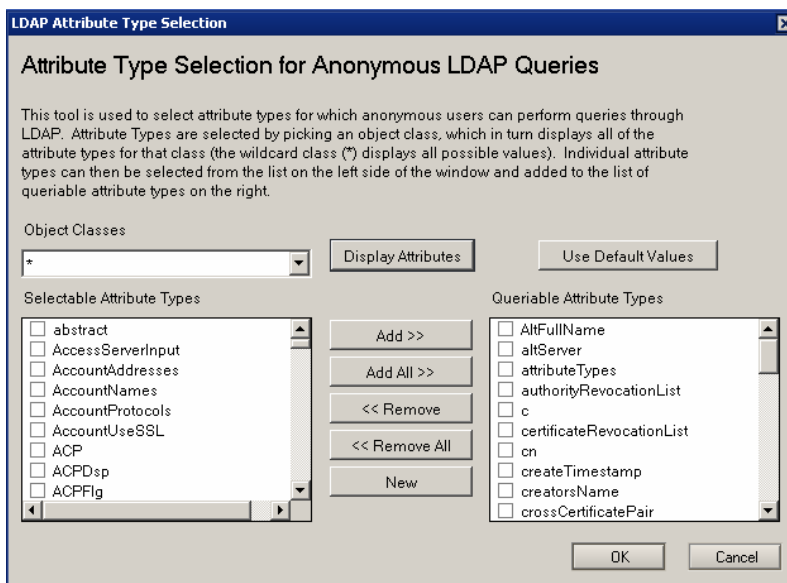 LDAP Attribute Type Selection
Attribute Type Selection for Anonymous LDAP Queries
This tool is used to select attribute types for which anonymous users can perform queries through
LDAP. Attribute Types are selected by picking an object class, which in turn displays all of the
attribute types for that class (the wildcard class (*) displays all possible values). Individual attribute
types can then be selected from the list on the left side of the window and added to the list of
queriable attribute types on the right.
Object Classes
*
Display Attributes
Use Default Values
Selectable Attribute Types
abstract
AccessServerInput
AccountAddresses
AccountNames
AccountProtocols
AccountUseSSL
ACP
ACPDsp
ACPFlg
Add >>
Add All >>
<< Remove
<< Remove All
New
Queriable Attribute Types
AltFullName
altServer
attributeTypes
authorityRevocationList
c
certificateRevocationList
cn
createTimestamp
creatorsName
crossCertificatePair
OK
Cancel